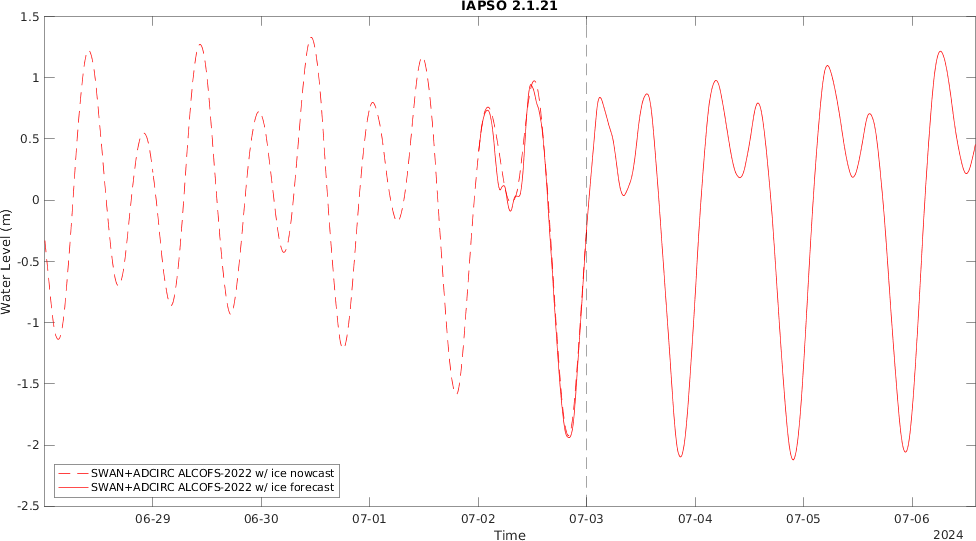 IAPSO 2.1.21
1.5
1
0.5
0
-0.5
-1
-1.5
-2
-2.5
Water Level (m)
SWAN+ADCIRC ALCOFS-2022 w/ ice nowcast
SWAN+ADCIRC ALCOFS-2022 w/ ice forecast
06-29 06-30 07-01 07-02 07-03 07-04 07-05 07-06
Time
2024